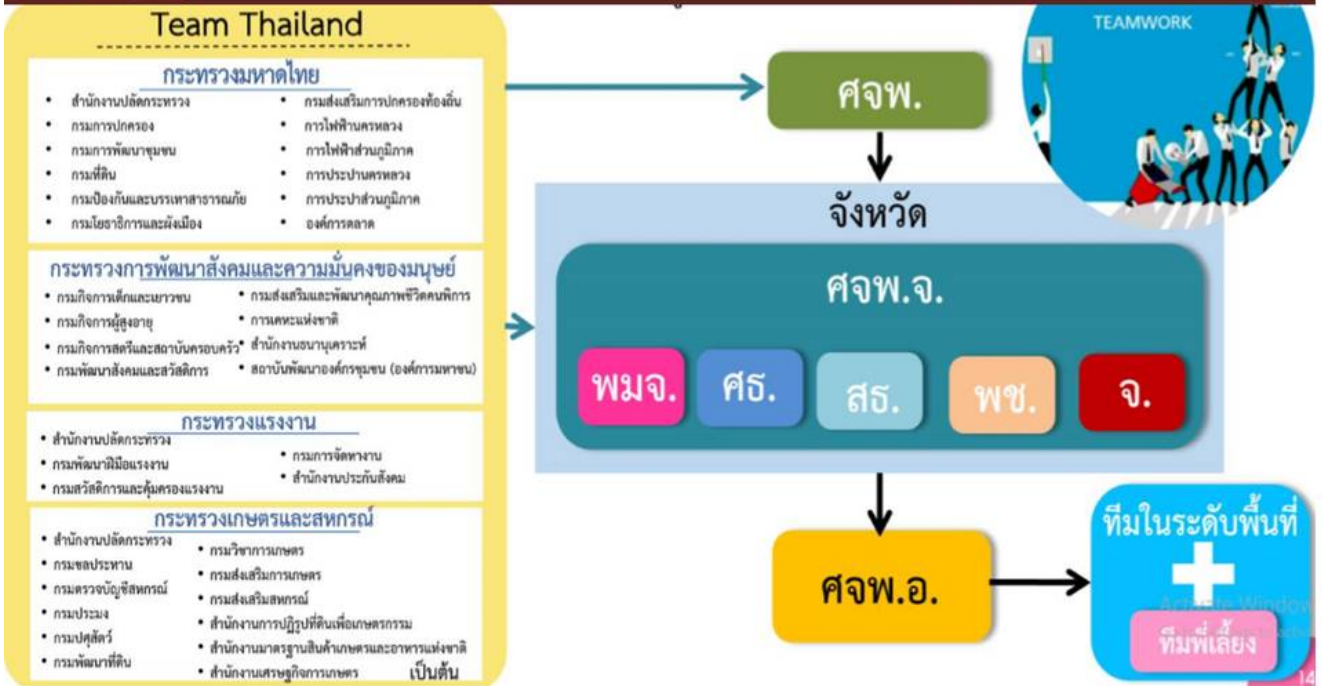 Team Thailand
กระทรวงมหาดไทย
• สำนักงานปลัดกระทรวง
• กรมการปกครอง
• กรมการพัฒนาชุมชน
• กรมที่ดิน
• กรมป้องกันและบรรเทาสาธารณภัย
• กรมโยธาธิการและผังเมือง
• กรมส่งเสริมการปกครองท้องถิ่น
• การไฟฟ้านครหลวง
• การไฟฟ้าส่วนภูมิภาค
• การประปานครหลวง
• การประปาส่วนภูมิภาค
• องค์การตลาด
กระทรวงการพัฒนาสังคมและความมั่นคงของมนุษย์
• กรมกิจการเด็กและเยาวชน
• กรมกิจการผู้สูงอายุ
• กรมกิจการสตรีและสถาบันครอบครัว
• กรมพัฒนาสังคมและสวัสดิการ
• กรมส่งเสริมและพัฒนาคุณภาพชีวิตคนพิการ
• การเคหะแห่งชาติ
• สำนักงานธนานุเคราะห์
• สถาบันพัฒนาองค์กรชุมชน (องค์การมหาชน)
กระทรวงแรงงาน
• สำนักงานปลัดกระทรวง
• กรมพัฒนาฝีมือแรงงาน
• กรมสวัสดิการและคุ้มครองแรงงาน
• กรมการจัดหางาน
• สำนักงานประกันสังคม
กระทรวงเกษตรและสหกรณ์
• สำนักงานปลัดกระทรวง
• กรมชลประทาน
• กรมตรวจบัญชีสหกรณ์
• กรมประมง
• กรมปศุสัตว์
• กรมพัฒนาที่ดิน
• กรมวิชาการเกษตร
• กรมส่งเสริมการเกษตร
• กรมส่งเสริมสหกรณ์
• สำนักงานการปฏิรูปที่ดินเพื่อเกษตรกรรม
• สำนักงานมาตรฐานสินค้าเกษตรและอาหารแห่งชาติ
• สำนักงานเศรษฐกิจการเกษตร
เป็นต้น
ศจพ.
จังหวัด
ศจพ.จ.
พมจ.
ศธ.
สธ.
พช.
จ.
ศจพ.อ.
TEAMWORK
ทีมในระดับพื้นที่
ทีมพี่เลี้ยง
Activate Window
14